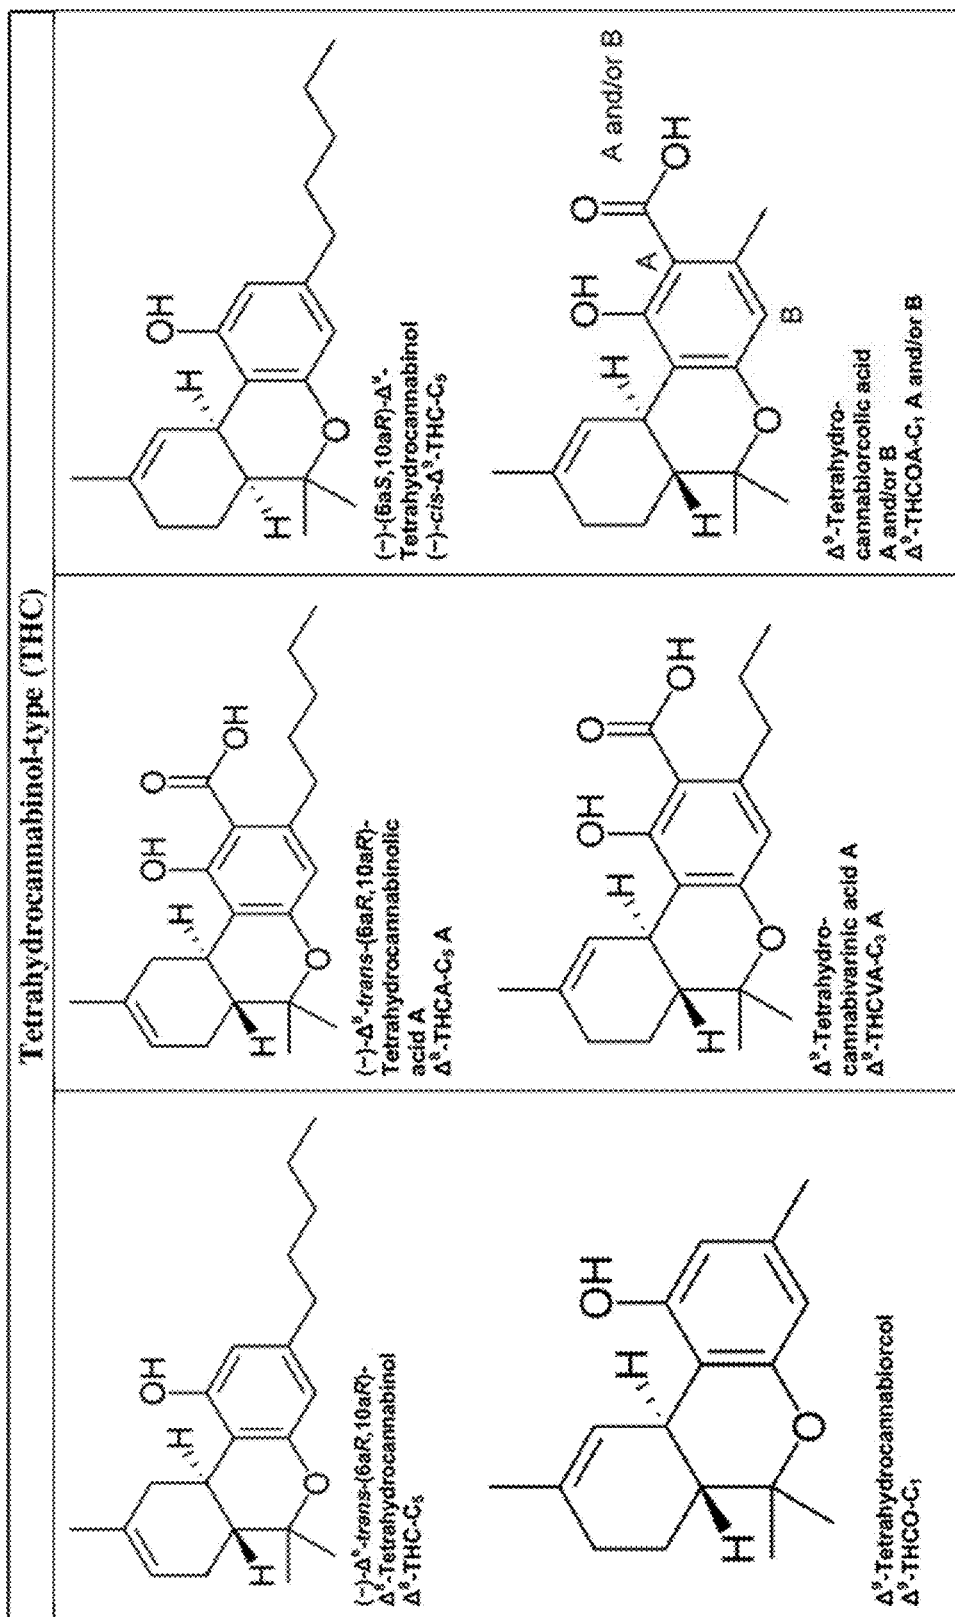 Tetrahydrocannabinol-type (THC)
OH
H
H
O
(−)-Δ⁸-trans-(6aR,10aR)-
Δ⁸-Tetrahydrocannabinol
Δ⁸-THC-C₅
O
OH
OH
H
H
O
(−)-Δ⁸-trans-(6aR,10aR)-
Tetrahydrocannabinolic
acid A
Δ⁸-THCA-C₅ A
OH
H
H
O
(−)-(6aS,10aR)-Δ⁹-
Tetrahydrocannabinol
(−)-cis-Δ⁹-THC-C₅
OH
H
H
O
Δ⁹-Tetrahydrocannabiorcol
Δ⁹-THCO-C₁
O
OH
OH
H
H
O
Δ⁹-Tetrahydro-
cannabivarinic acid A
Δ⁹-THCVA-C₃ A
A and/or B
O
OH
OH
A
H
H
B
O
Δ⁹-Tetrahydro-
cannabiorcolic acid
A and/or B
Δ⁹-THCOA-C₁ A and/or B